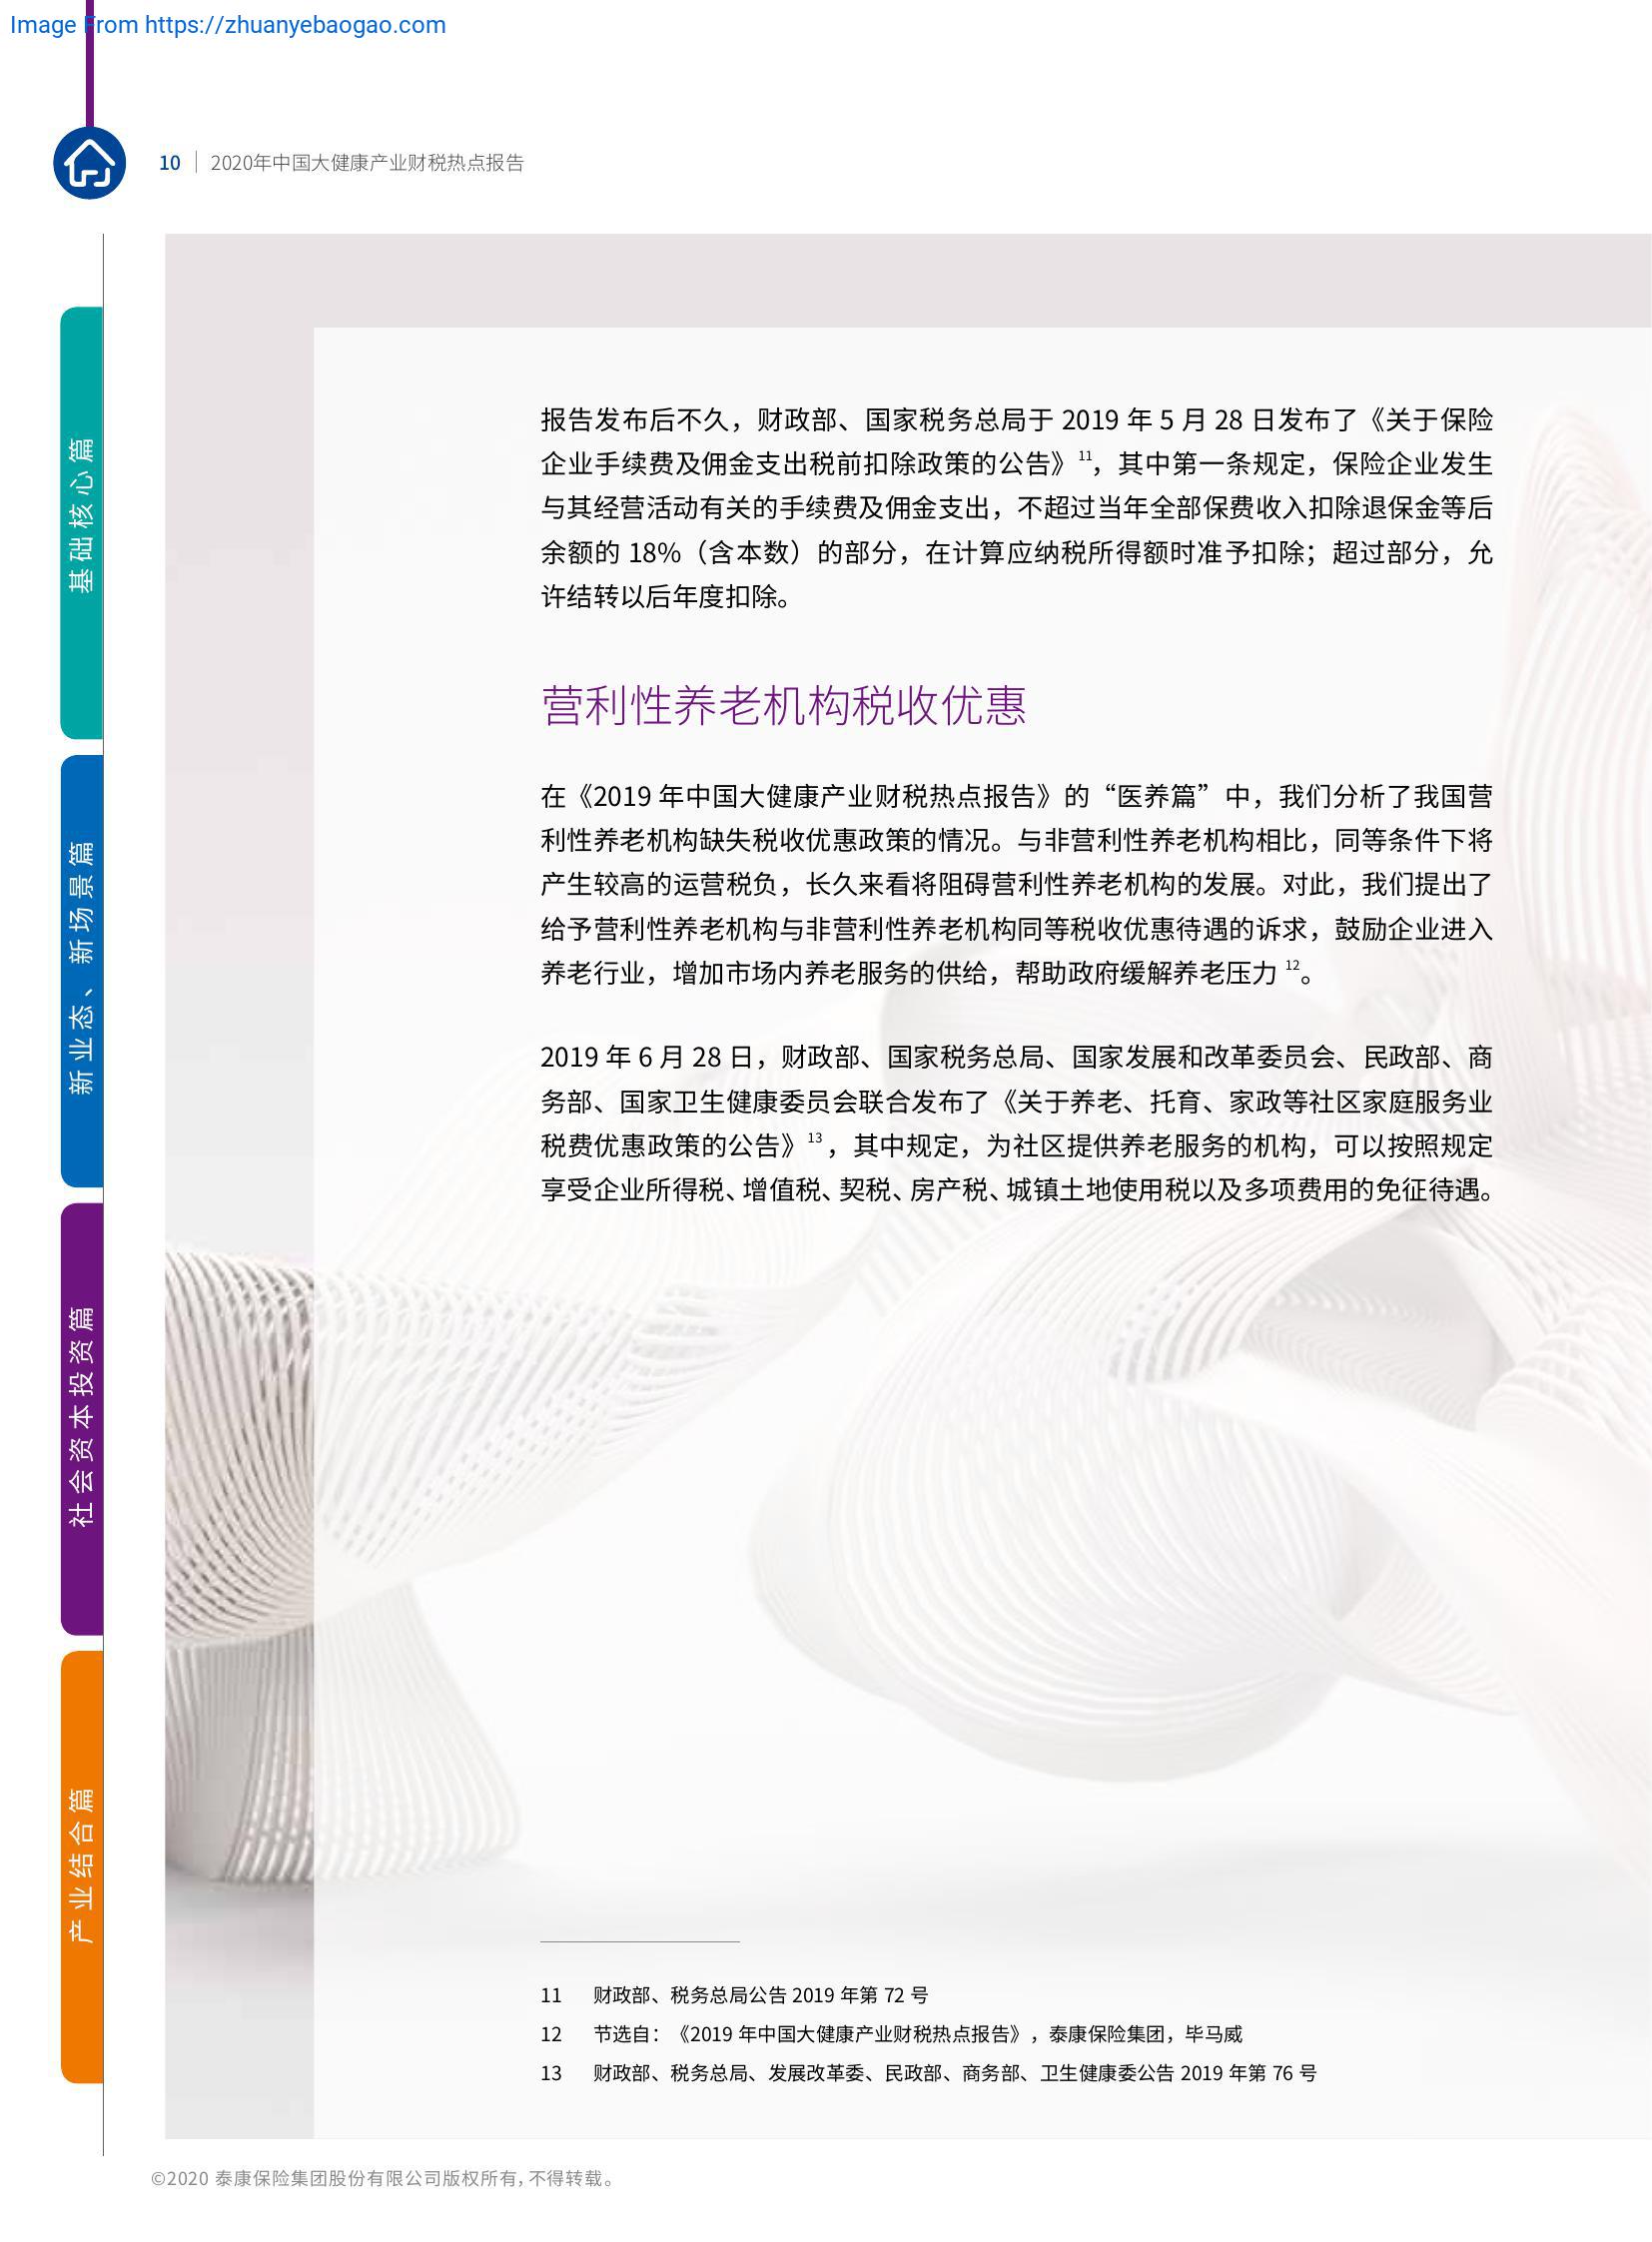 Image From https://zhuanyebaogao.com
10 | 2020年中国大健康产业财税热点报告
基础核心篇
新业态、新场景篇
社会资本投资篇
产业结合篇
报告发布后不久，财政部、国家税务总局于 2019 年 5 月 28 日发布了《关于保险
企业手续费及佣金支出税前扣除政策的公告》11，其中第一条规定，保险企业发生
与其经营活动有关的手续费及佣金支出，不超过当年全部保费收入扣除退保金等后
余额的 18%（含本数）的部分，在计算应纳税所得额时准予扣除；超过部分，允
许结转以后年度扣除。
营利性养老机构税收优惠
在《2019 年中国大健康产业财税热点报告》的“医养篇”中，我们分析了我国营
利性养老机构缺失税收优惠政策的情况。与非营利性养老机构相比，同等条件下将
产生较高的运营税负，长久来看将阻碍营利性养老机构的发展。对此，我们提出了
给予营利性养老机构与非营利性养老机构同等税收优惠待遇的诉求，鼓励企业进入
养老行业，增加市场内养老服务的供给，帮助政府缓解养老压力 12。
2019 年 6 月 28 日，财政部、国家税务总局、国家发展和改革委员会、民政部、商
务部、国家卫生健康委员会联合发布了《关于养老、托育、家政等社区家庭服务业
税费优惠政策的公告》13，其中规定，为社区提供养老服务的机构，可以按照规定
享受企业所得税、增值税、契税、房产税、城镇土地使用税以及多项费用的免征待遇。
11 财政部、税务总局公告 2019 年第 72 号
12 节选自：《2019 年中国大健康产业财税热点报告》，泰康保险集团，毕马威
13 财政部、税务总局、发展改革委、民政部、商务部、卫生健康委公告 2019 年第 76 号
©2020 泰康保险集团股份有限公司版权所有，不得转载。